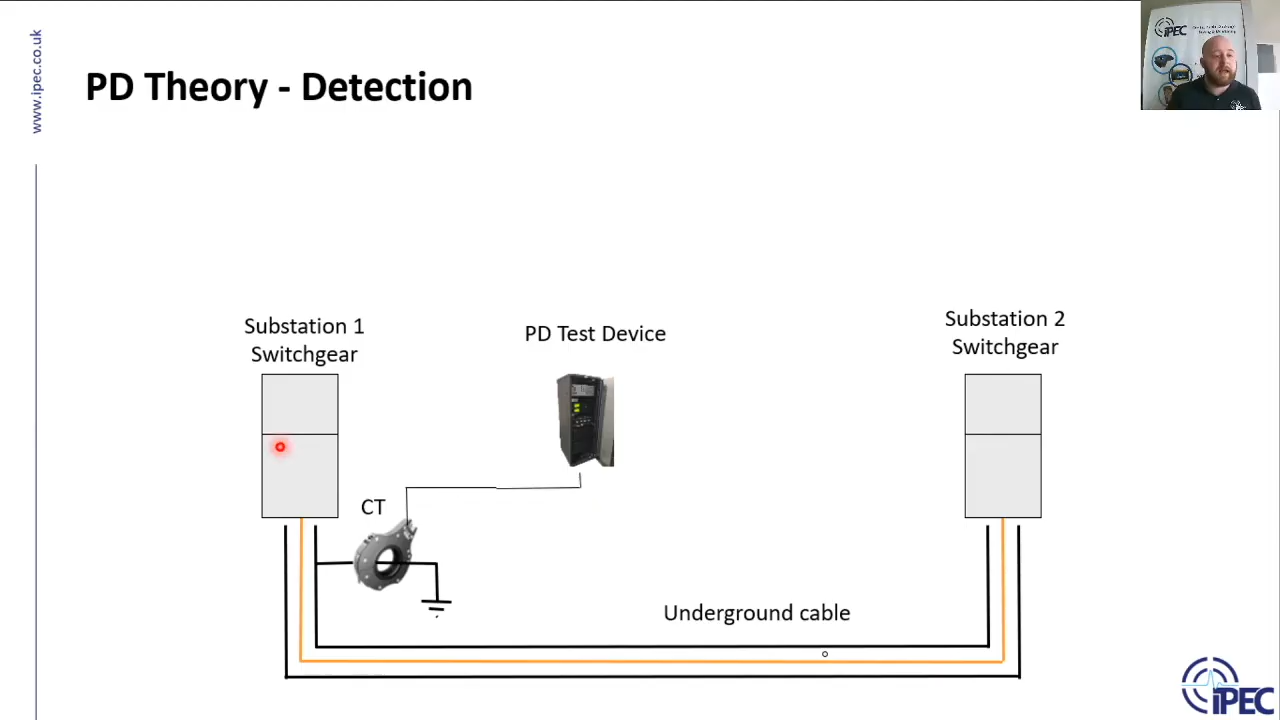 www.ipec.co.uk
PD Theory - Detection
iPEC
Substation 1
Switchgear
PD Test Device
Substation 2
Switchgear
CT
Underground cable
iPEC